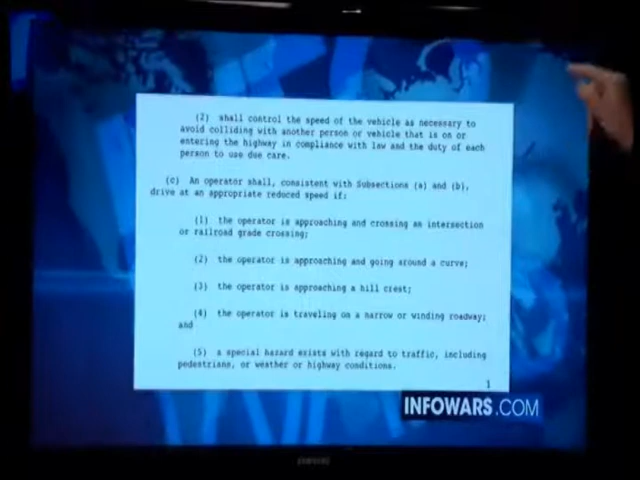 (2) shall control the speed of the vehicle as necessary to
avoid colliding with another person or vehicle that is on or
entering the highway in compliance with law and the duty of each
person to use due care.
(c) An operator shall, consistent with Subsections (a) and (b),
drive at an appropriate reduced speed if:
(1) the operator is approaching and crossing an intersection
or railroad grade crossing;
(2) the operator is approaching and going around a curve;
(3) the operator is approaching a hill crest;
(4) the operator is traveling on a narrow or winding roadway;
and
(5) a special hazard exists with regard to traffic, including
pedestrians, or weather or highway conditions.
1
INFOWARS.COM
SAMSUNG